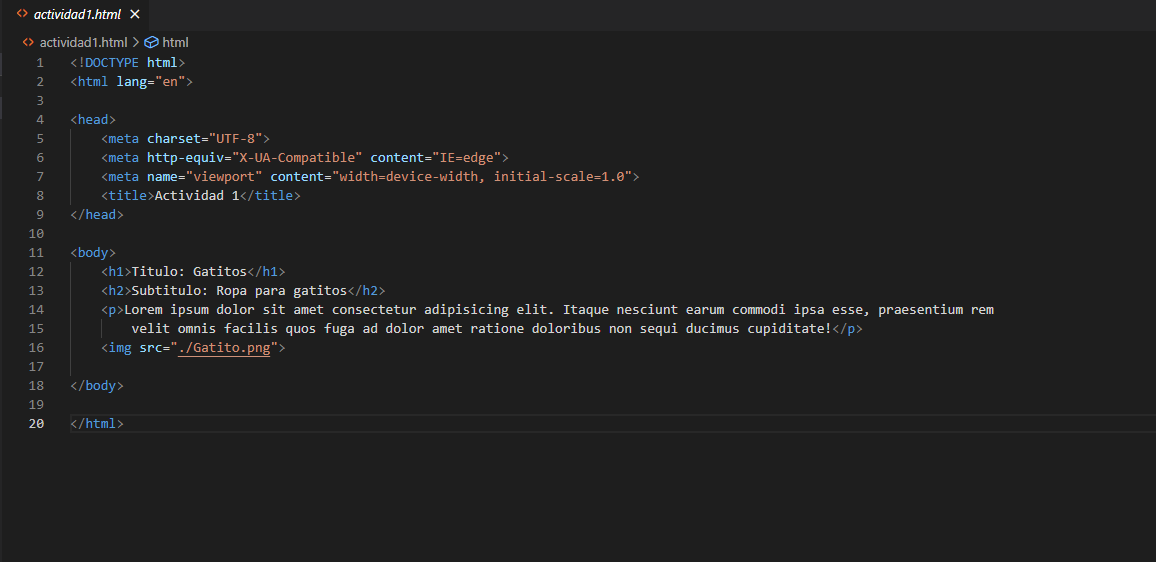 actividad1.html
actividad1.html > html
1 <!DOCTYPE html>
2 <html lang="en">
3
4 <head>
5     <meta charset="UTF-8">
6     <meta http-equiv="X-UA-Compatible" content="IE=edge">
7     <meta name="viewport" content="width=device-width, initial-scale=1.0">
8     <title>Actividad 1</title>
9 </head>
10
11 <body>
12     <h1>Titulo: Gatitos</h1>
13     <h2>Subtitulo: Ropa para gatitos</h2>
14     <p>Lorem ipsum dolor sit amet consectetur adipisicing elit. Itaque nesciunt earum commodi ipsa esse, praesentium rem
15         velit omnis facilis quos fuga ad dolor amet ratione doloribus non sequi ducimus cupiditate!</p>
16     <img src="./Gatito.png">
17
18 </body>
19
20 </html>